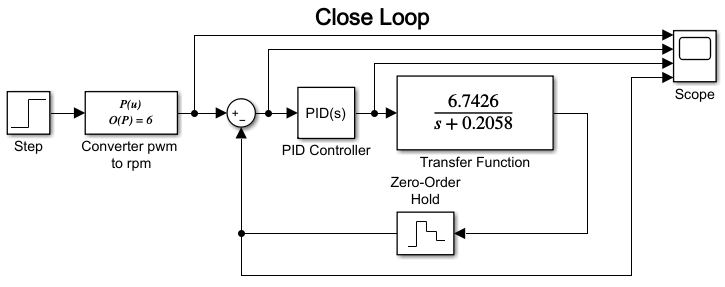 Close Loop
P(u)
O(P) = 6
Step
Converter pwm
to rpm
+
−
PID(s)
PID Controller
6.7426
s + 0.2058
Transfer Function
Scope
Zero-Order
Hold